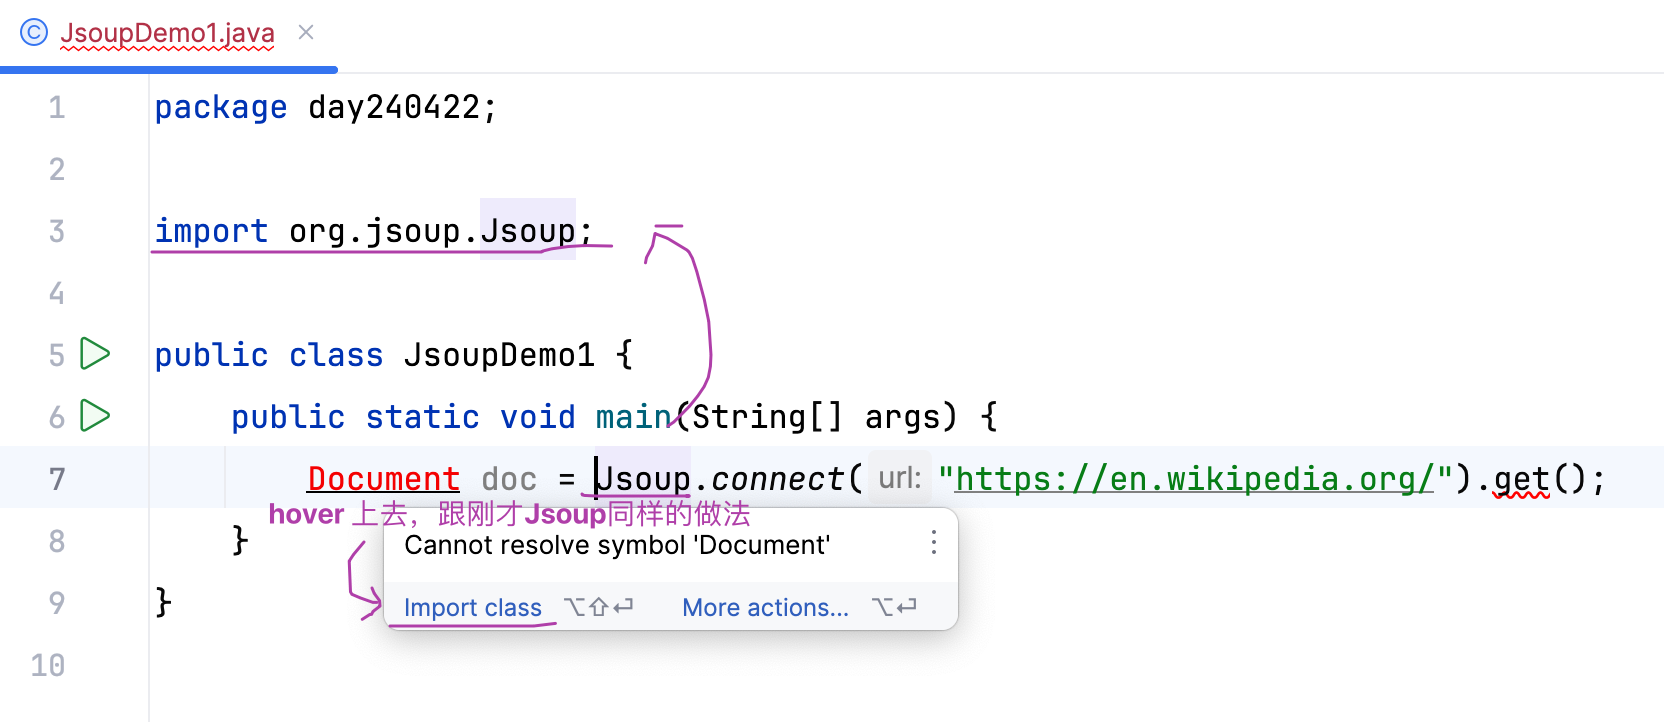 JsoupDemo1.java
1 package day240422;
2
3 import org.jsoup.Jsoup;
4
5 public class JsoupDemo1 {
6 public static void main(String[] args) {
7 Document doc = Jsoup.connect( url: "https://en.wikipedia.org/").get();
hover 上去，跟刚才Jsoup同样的做法
8 }
Cannot resolve symbol 'Document'
9 }
Import class ⌥⇧⏎ More actions... ⌥⏎
10